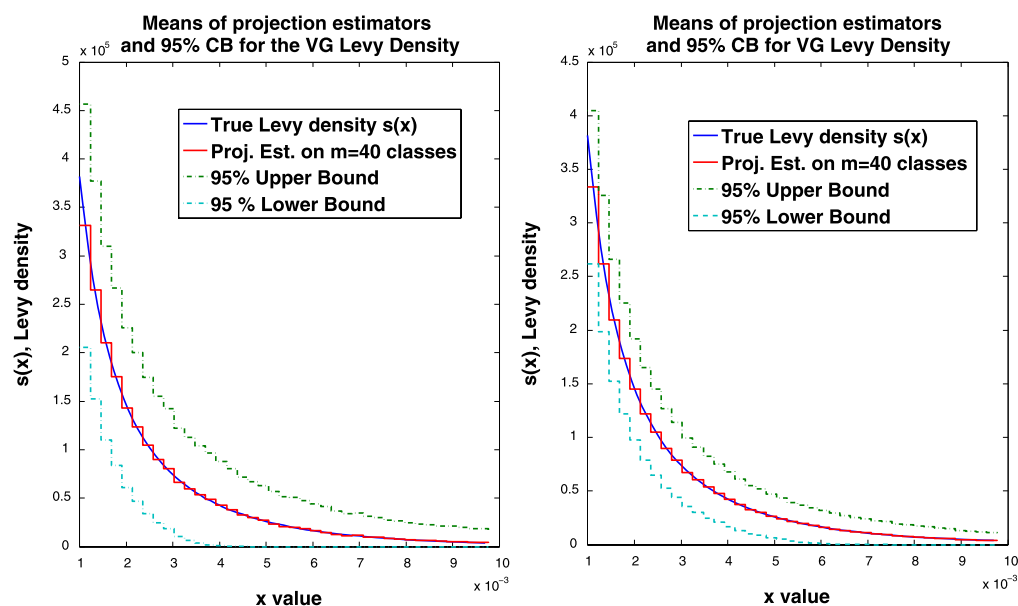 Means of projection estimators
and 95% CB for the VG Levy Density
x 10⁵
5
4.5
4
3.5
3
2.5
2
1.5
1
0.5
0
s(x), Levy density
True Levy density s(x)
Proj. Est. on m=40 classes
95% Upper Bound
95 % Lower Bound
1 2 3 4 5 6 7 8 9 10
x 10⁻³
x value
Means of projection estimators
and 95% CB for VG Levy Density
x 10⁵
4.5
4
3.5
3
2.5
2
1.5
1
0.5
0
s(x), Levy density
True Levy density s(x)
Proj. Est. on m=40 classes
95% Upper Bound
95% Lower Bound
1 2 3 4 5 6 7 8 9 10
x 10⁻³
x value